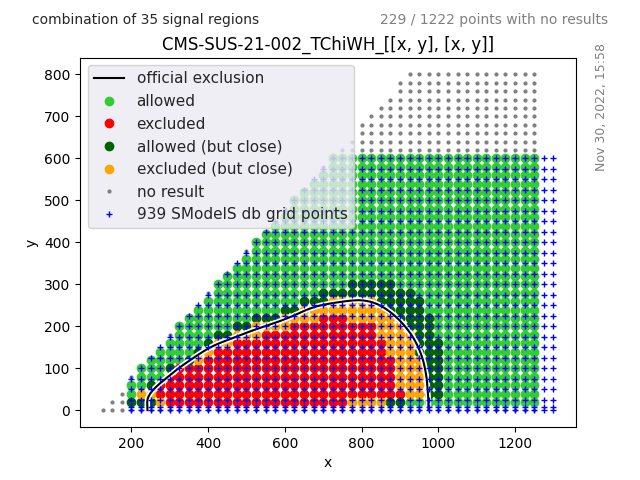 combination of 35 signal regions
229 / 1222 points with no results
CMS-SUS-21-002_TChiWH_[[x, y], [x, y]]
official exclusion
allowed
excluded
allowed (but close)
excluded (but close)
no result
939 SModelS db grid points
800
700
600
500
400
300
200
100
0
y
200
400
600
800
1000
1200
x
Nov 30, 2022, 15:58